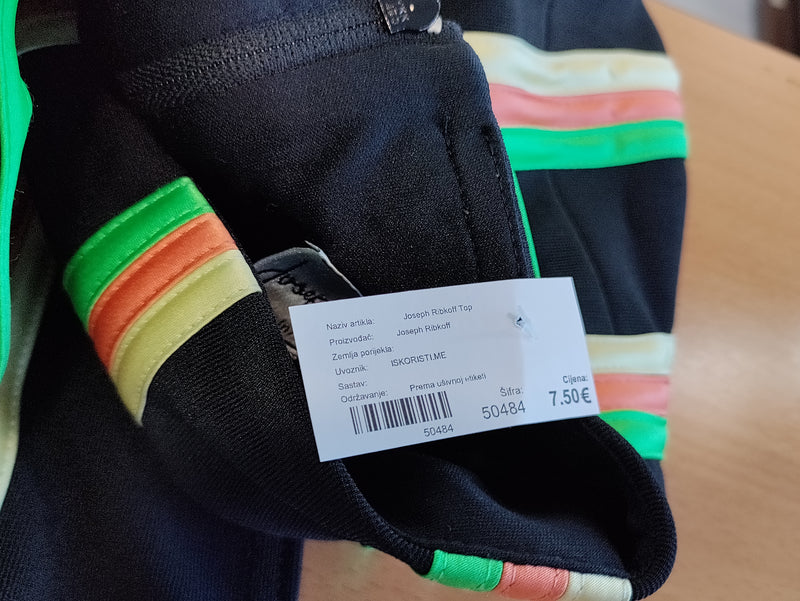 Naziv artikla: Joseph Ribkoff Top
Proizvođač: Joseph Ribkoff
Zemlja porijekla:
Uvoznik: ISKORISTI.ME
Sastav:
Održavanje: Prema ušivnoj etiketi
50484
Šifra:
50484
Cijena:
7.50€